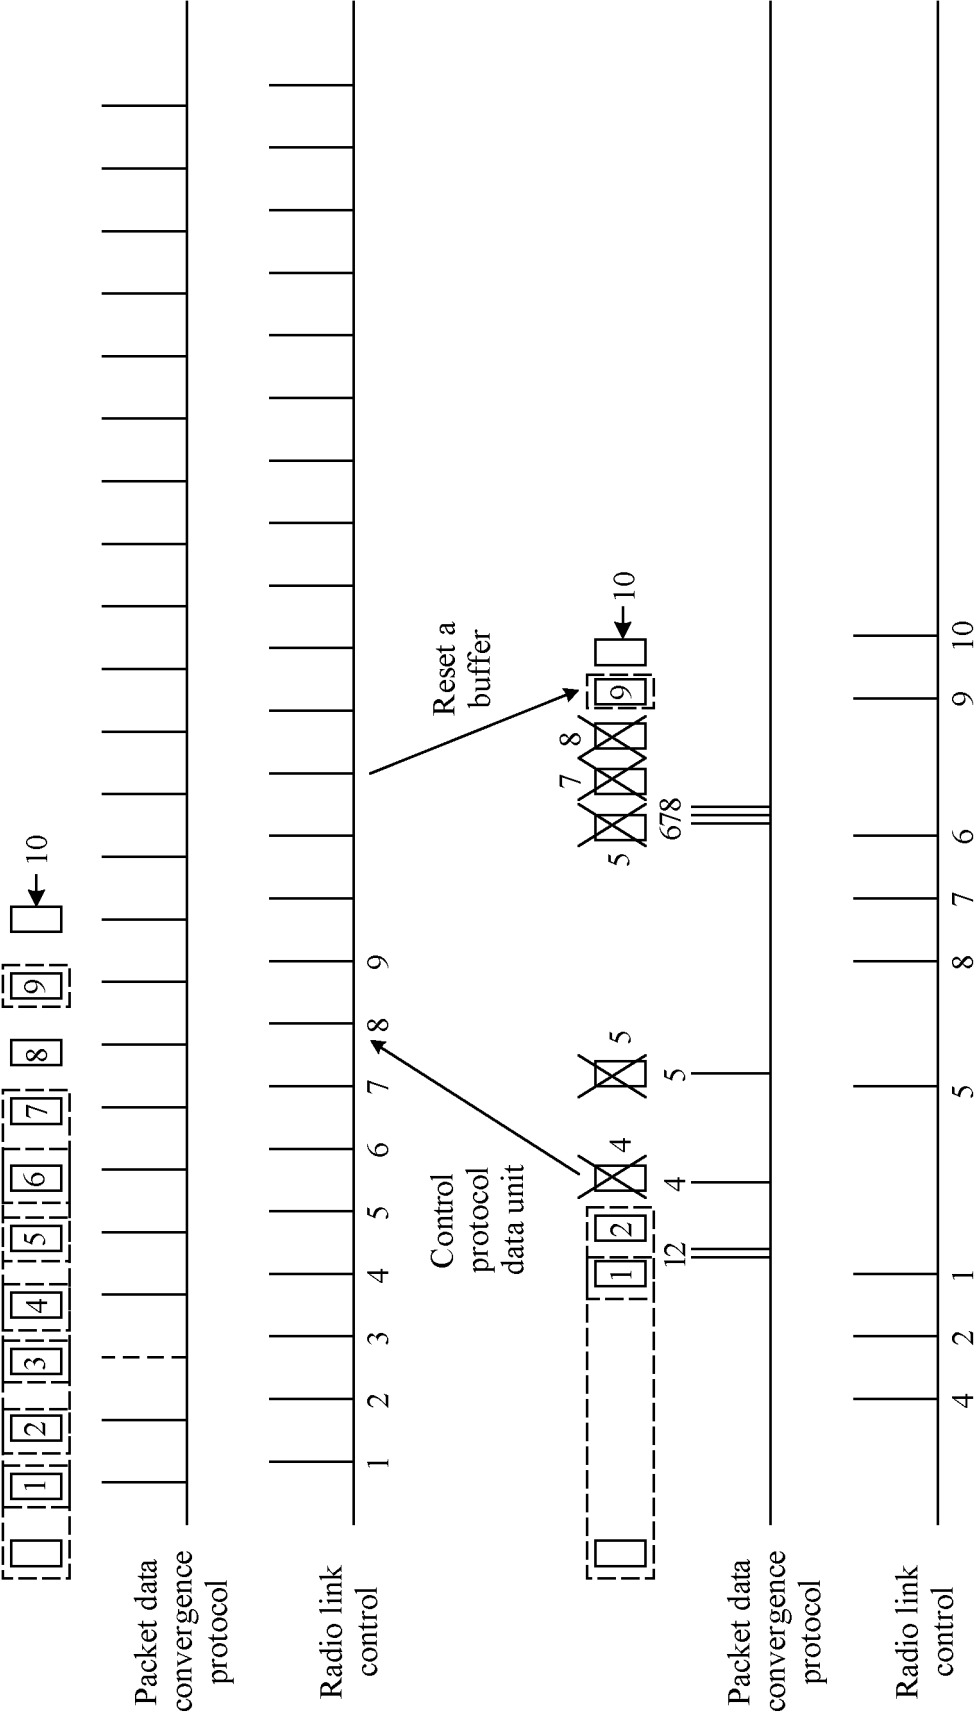 1
2
3
4
5
6
7
8
9
10
Packet data
convergence
protocol
Radio link
control
1
2
3
4
5
6
7
8
9
Control
protocol
data unit
Reset a
buffer
1
2
4
5
5
7
8
9
10
Packet data
convergence
protocol
12
4
5
678
Radio link
control
4
2
1
5
8
7
6
9
10